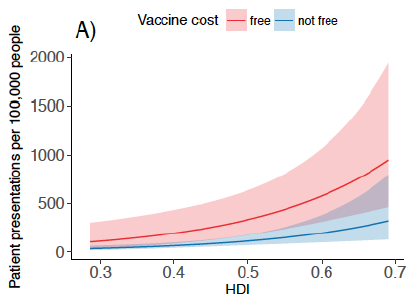 Vaccine cost free not free
A)
Patient presentations per 100,000 people
2000
1500
1000
500
0
0.3 0.4 0.5 0.6 0.7
HDI